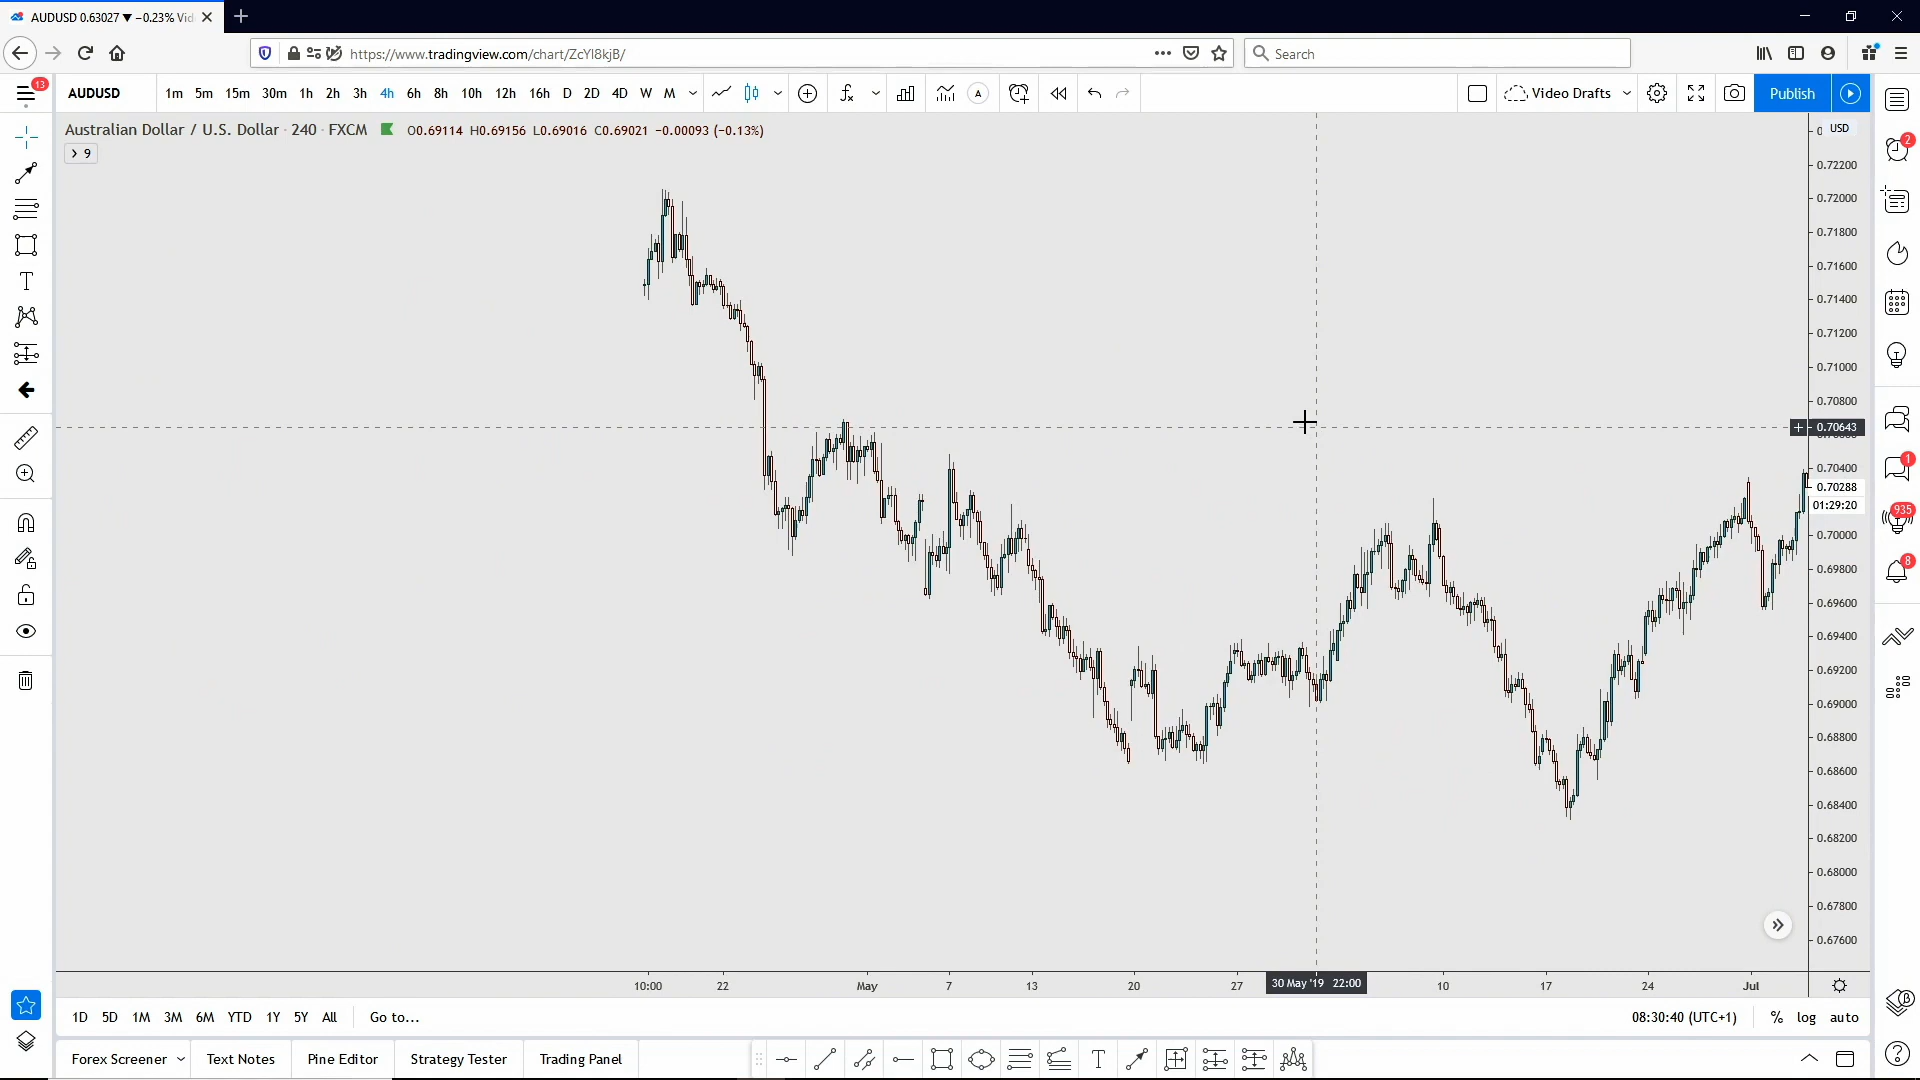 AUDUSD 0.63027 ▼ −0.23% Vid
https://www.tradingview.com/chart/ZcYl8kjB/
Search
13
AUDUSD
1m 5m 15m 30m 1h 2h 3h 4h 6h 8h 10h 12h 16h D 2D 4D W M
A
Video Drafts
Publish
Australian Dollar / U.S. Dollar · 240 · FXCM
O0.69114 H0.69156 L0.69016 C0.69021 −0.00093 (−0.13%)
9
USD
0.72200
0.72000
0.71800
0.71600
0.71400
0.71200
0.71000
0.70800
0.70643
0.70400
0.70288
01:29:20
0.70000
0.69800
0.69600
0.69400
0.69200
0.69000
0.68800
0.68600
0.68400
0.68200
0.68000
0.67800
0.67600
2
1
935
8
10:00 22 May 7 13 20 27 30 May '19 22:00 10 17 24 Jul
1D 5D 1M 3M 6M YTD 1Y 5Y All Go to...
08:30:40 (UTC+1) % log auto
Forex Screener Text Notes Pine Editor Strategy Tester Trading Panel
T